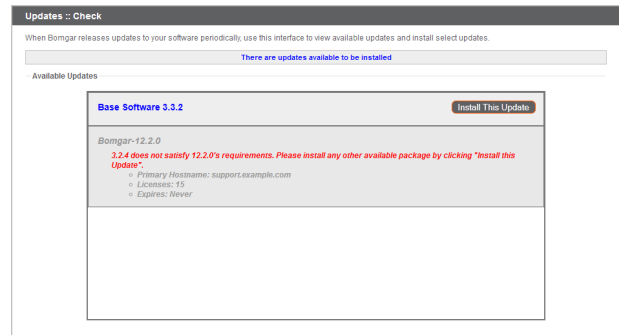 Updates :: Check
When Bomgar releases updates to your software periodically, use this interface to view available updates and install select updates.
There are updates available to be installed
Available Updates
Base Software 3.3.2
Install This Update
Bomgar-12.2.0
3.2.4 does not satisfy 12.2.0's requirements. Please install any other available package by clicking "Install this
Update".
Primary Hostname: support.example.com
Licenses: 15
Expires: Never